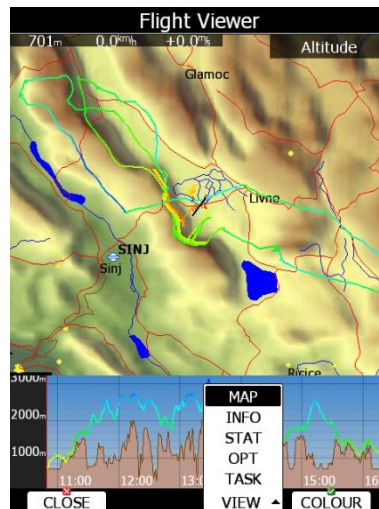 Flight Viewer
701m 0,0km/h +0,0m/s Altitude
Glamoc
Livno
SINJ
Sinj
Ricice
3000m
2000m
1000m
11:00 12:00 13:0 15:00 16
MAP
INFO
STAT
OPT
TASK
CLOSE VIEW COLOUR